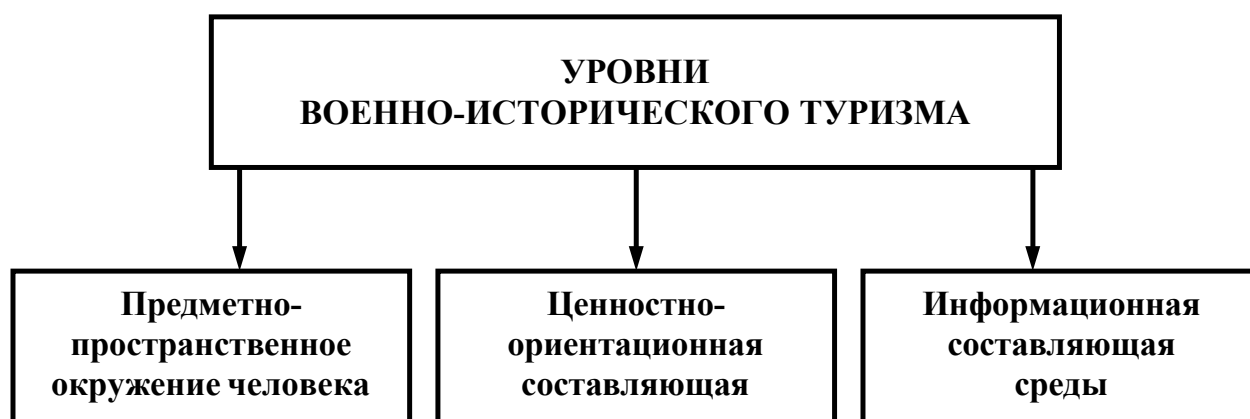 УРОВНИ
ВОЕННО-ИСТОРИЧЕСКОГО ТУРИЗМА
Предметно-
пространственное
окружение человека
Ценностно-
ориентационная
составляющая
Информационная
составляющая
среды